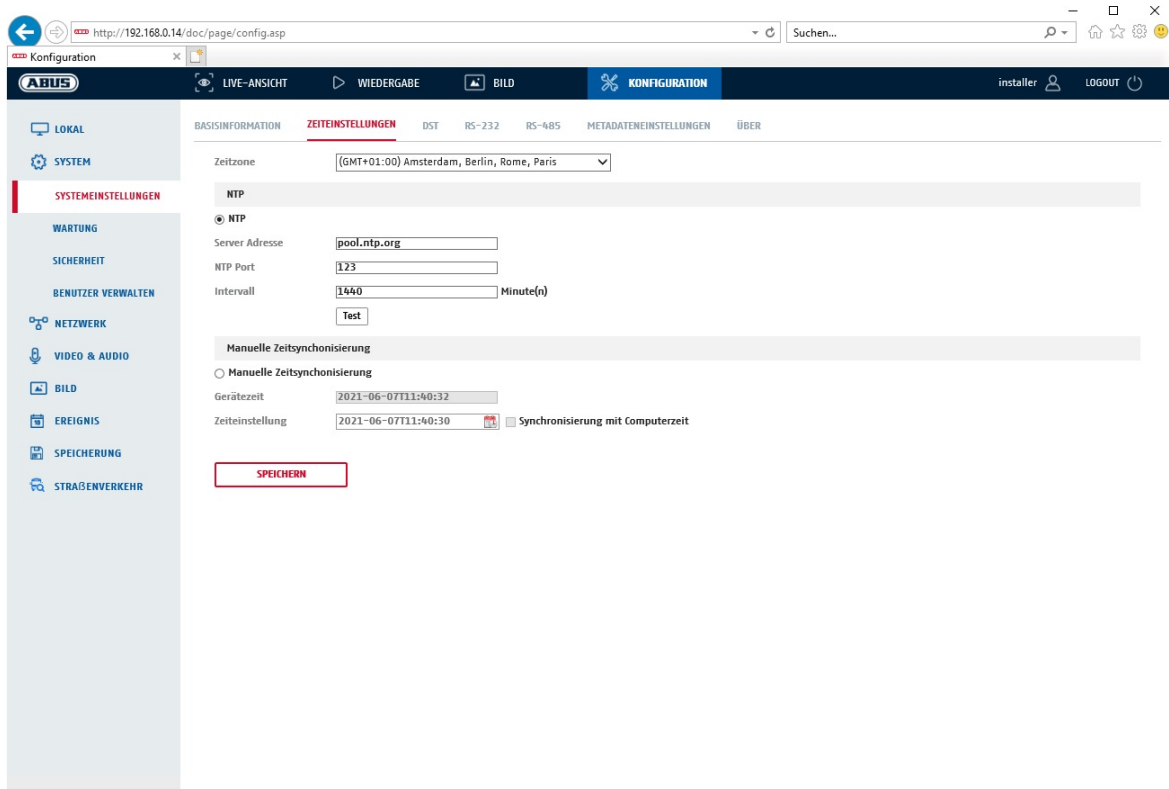 http://192.168.0.14/doc/page/config.asp
Suchen...
Konfiguration
ABUS
LIVE-ANSICHT WIEDERGABE BILD KONFIGURATION installer LOGOUT
LOKAL
SYSTEM
SYSTEMEINSTELLUNGEN
WARTUNG
SICHERHEIT
BENUTZER VERWALTEN
NETZWERK
VIDEO & AUDIO
BILD
EREIGNIS
SPEICHERUNG
STRAßENVERKEHR
BASISINFORMATION ZEITEINSTELLUNGEN DST RS-232 RS-485 METADATENEINSTELLUNGEN ÜBER
Zeitzone (GMT+01:00) Amsterdam, Berlin, Rome, Paris
NTP
NTP
Server Adresse pool.ntp.org
NTP Port 123
Intervall 1440 Minute(n)
Test
Manuelle Zeitsynchonisierung
Manuelle Zeitsynchonisierung
Gerätezeit 2021-06-07T11:40:32
Zeiteinstellung 2021-06-07T11:40:30 Synchronisierung mit Computerzeit
SPEICHERN